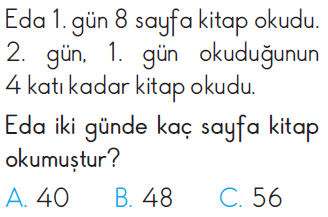 Eda 1. gün 8 sayfa kitap okudu.
2. gün, 1. gün okuduğunun
4 katı kadar kitap okudu.
Eda iki günde kaç sayfa kitap
okumuştur?
A. 40 B. 48 C. 56